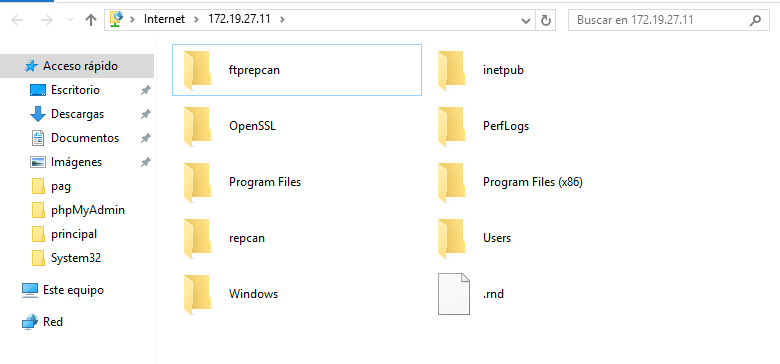 Internet
172.19.27.11
Buscar en 172.19.27.11
Acceso rápido
Escritorio
Descargas
Documentos
Imágenes
pag
phpMyAdmin
principal
System32
Este equipo
Red
ftprepcan
inetpub
OpenSSL
PerfLogs
Program Files
Program Files (x86)
repcan
Users
Windows
.rnd